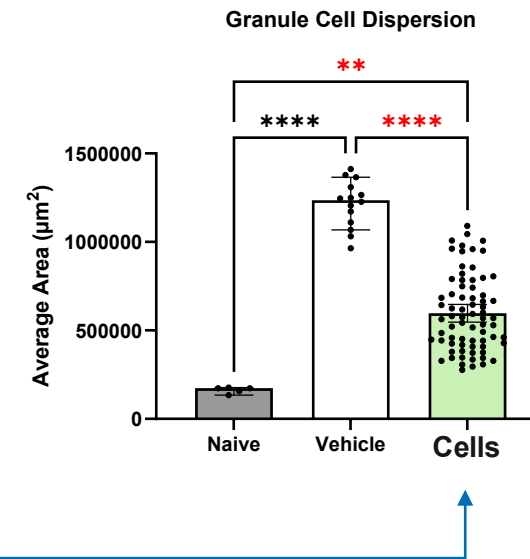 Granule Cell Dispersion
**
**** ****
1500000
1000000
500000
0
Average Area (µm²)
Naive Vehicle Cells